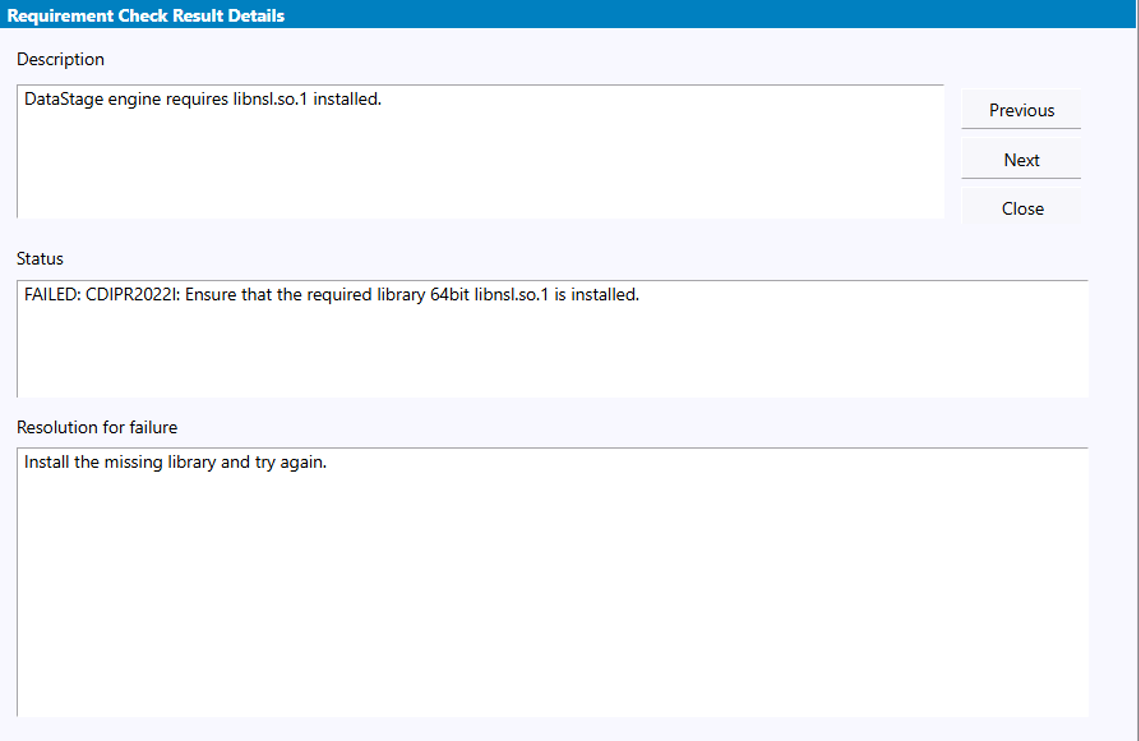 Requirement Check Result Details
Description
DataStage engine requires libnsl.so.1 installed.
Previous
Next
Close
Status
FAILED: CDIPR2022I: Ensure that the required library 64bit libnsl.so.1 is installed.
Resolution for failure
Install the missing library and try again.